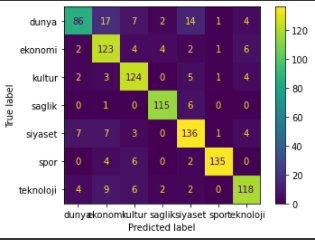 dunya 86 17 7 2 14 1 4
ekonomi 2 123 4 4 2 1 6
kultur 2 3 124 0 5 1 4
saglik 0 1 0 115 6 0 0
siyaset 7 7 3 0 136 1 4
spor 0 4 6 0 2 135 0
teknoloji 4 9 6 2 2 0 118
dunya ekonomi kultur saglik siyaset spor teknoloji
Predicted label
True label
120
100
80
60
40
20
0